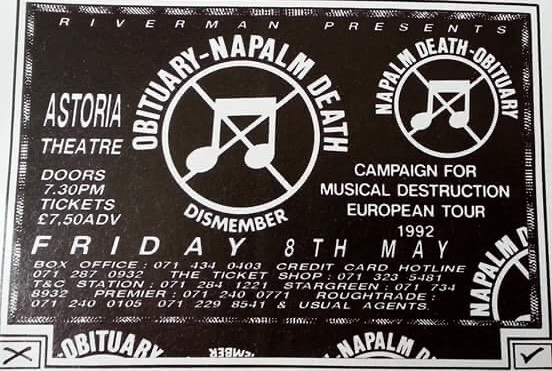 RIVERMAN PRESENTS
OBITUARY-NAPALM DEATH
DISMEMBER
NAPALM DEATH-OBITUARY
ASTORIA
THEATRE
DOORS
7.30PM
TICKETS
£7,50ADV
CAMPAIGN FOR
MUSICAL DESTRUCTION
EUROPEAN TOUR
1992
FRIDAY 8TH MAY
BOX OFFICE : 071 434 0403 CREDIT CARD HOTLINE
071 287 0932 THE TICKET SHOP : 071 323 5481
T&C STATION : 071 284 1221 STARGREEN : 071 734
8932 PREMIER : 071 240 0771 ROUGHTRADE :
071 240 0105 071 229 8541 & USUAL AGENTS.
NAPALM D
OBITUARY
EMBER
NAPALM D